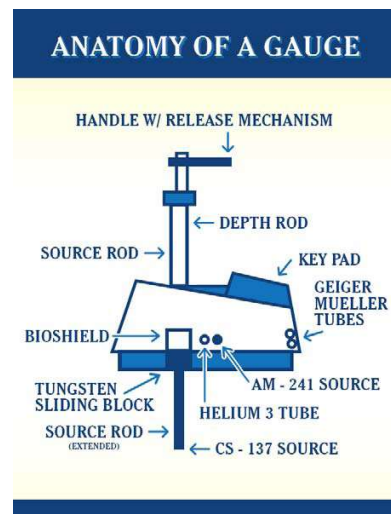 ANATOMY OF A GAUGE
HANDLE W/ RELEASE MECHANISM
DEPTH ROD
SOURCE ROD
KEY PAD
GEIGER
MUELLER
TUBES
BIOSHIELD
AM - 241 SOURCE
TUNGSTEN
SLIDING BLOCK
HELIUM 3 TUBE
SOURCE ROD
(EXTENDED)
CS - 137 SOURCE